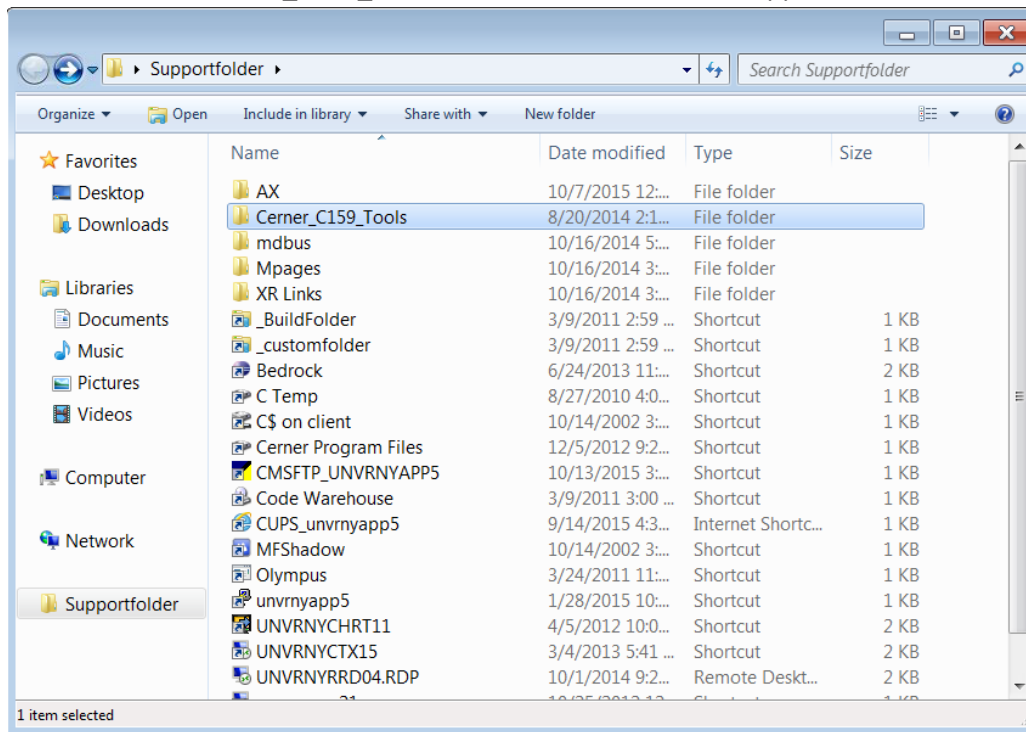 Supportfolder
Search Supportfolder
Organize Open Include in library Share with New folder
Name Date modified Type Size
Favorites
Desktop
Downloads
Libraries
Documents
Music
Pictures
Videos
Computer
Network
Supportfolder
AX 10/7/2015 12:... File folder
Cerner_C159_Tools 8/20/2014 2:1... File folder
mdbus 10/16/2014 5:... File folder
Mpages 10/16/2014 3:... File folder
XR Links 10/16/2014 3:... File folder
_BuildFolder 3/9/2011 2:59 ... Shortcut 1 KB
_customfolder 3/9/2011 2:59 ... Shortcut 1 KB
Bedrock 6/24/2013 11:... Shortcut 2 KB
C Temp 8/27/2010 4:0... Shortcut 1 KB
C$ on client 10/14/2002 3:... Shortcut 1 KB
Cerner Program Files 12/5/2012 9:2... Shortcut 1 KB
CMSFTP_UNVRNYAPP5 10/13/2015 3:... Shortcut 1 KB
Code Warehouse 3/9/2011 3:00 ... Shortcut 1 KB
CUPS_unvrnyapp5 9/14/2015 4:3... Internet Shortc... 1 KB
MFShadow 10/14/2002 3:... Shortcut 1 KB
Olympus 3/24/2011 11:... Shortcut 1 KB
unvrnyapp5 1/28/2015 10:... Shortcut 1 KB
UNVRNYCHRT11 4/5/2012 10:0... Shortcut 2 KB
UNVRNYCTX15 3/4/2013 5:41 ... Shortcut 2 KB
UNVRNYRRD04.RDP 10/1/2014 9:2... Remote Deskt... 2 KB
1 item selected